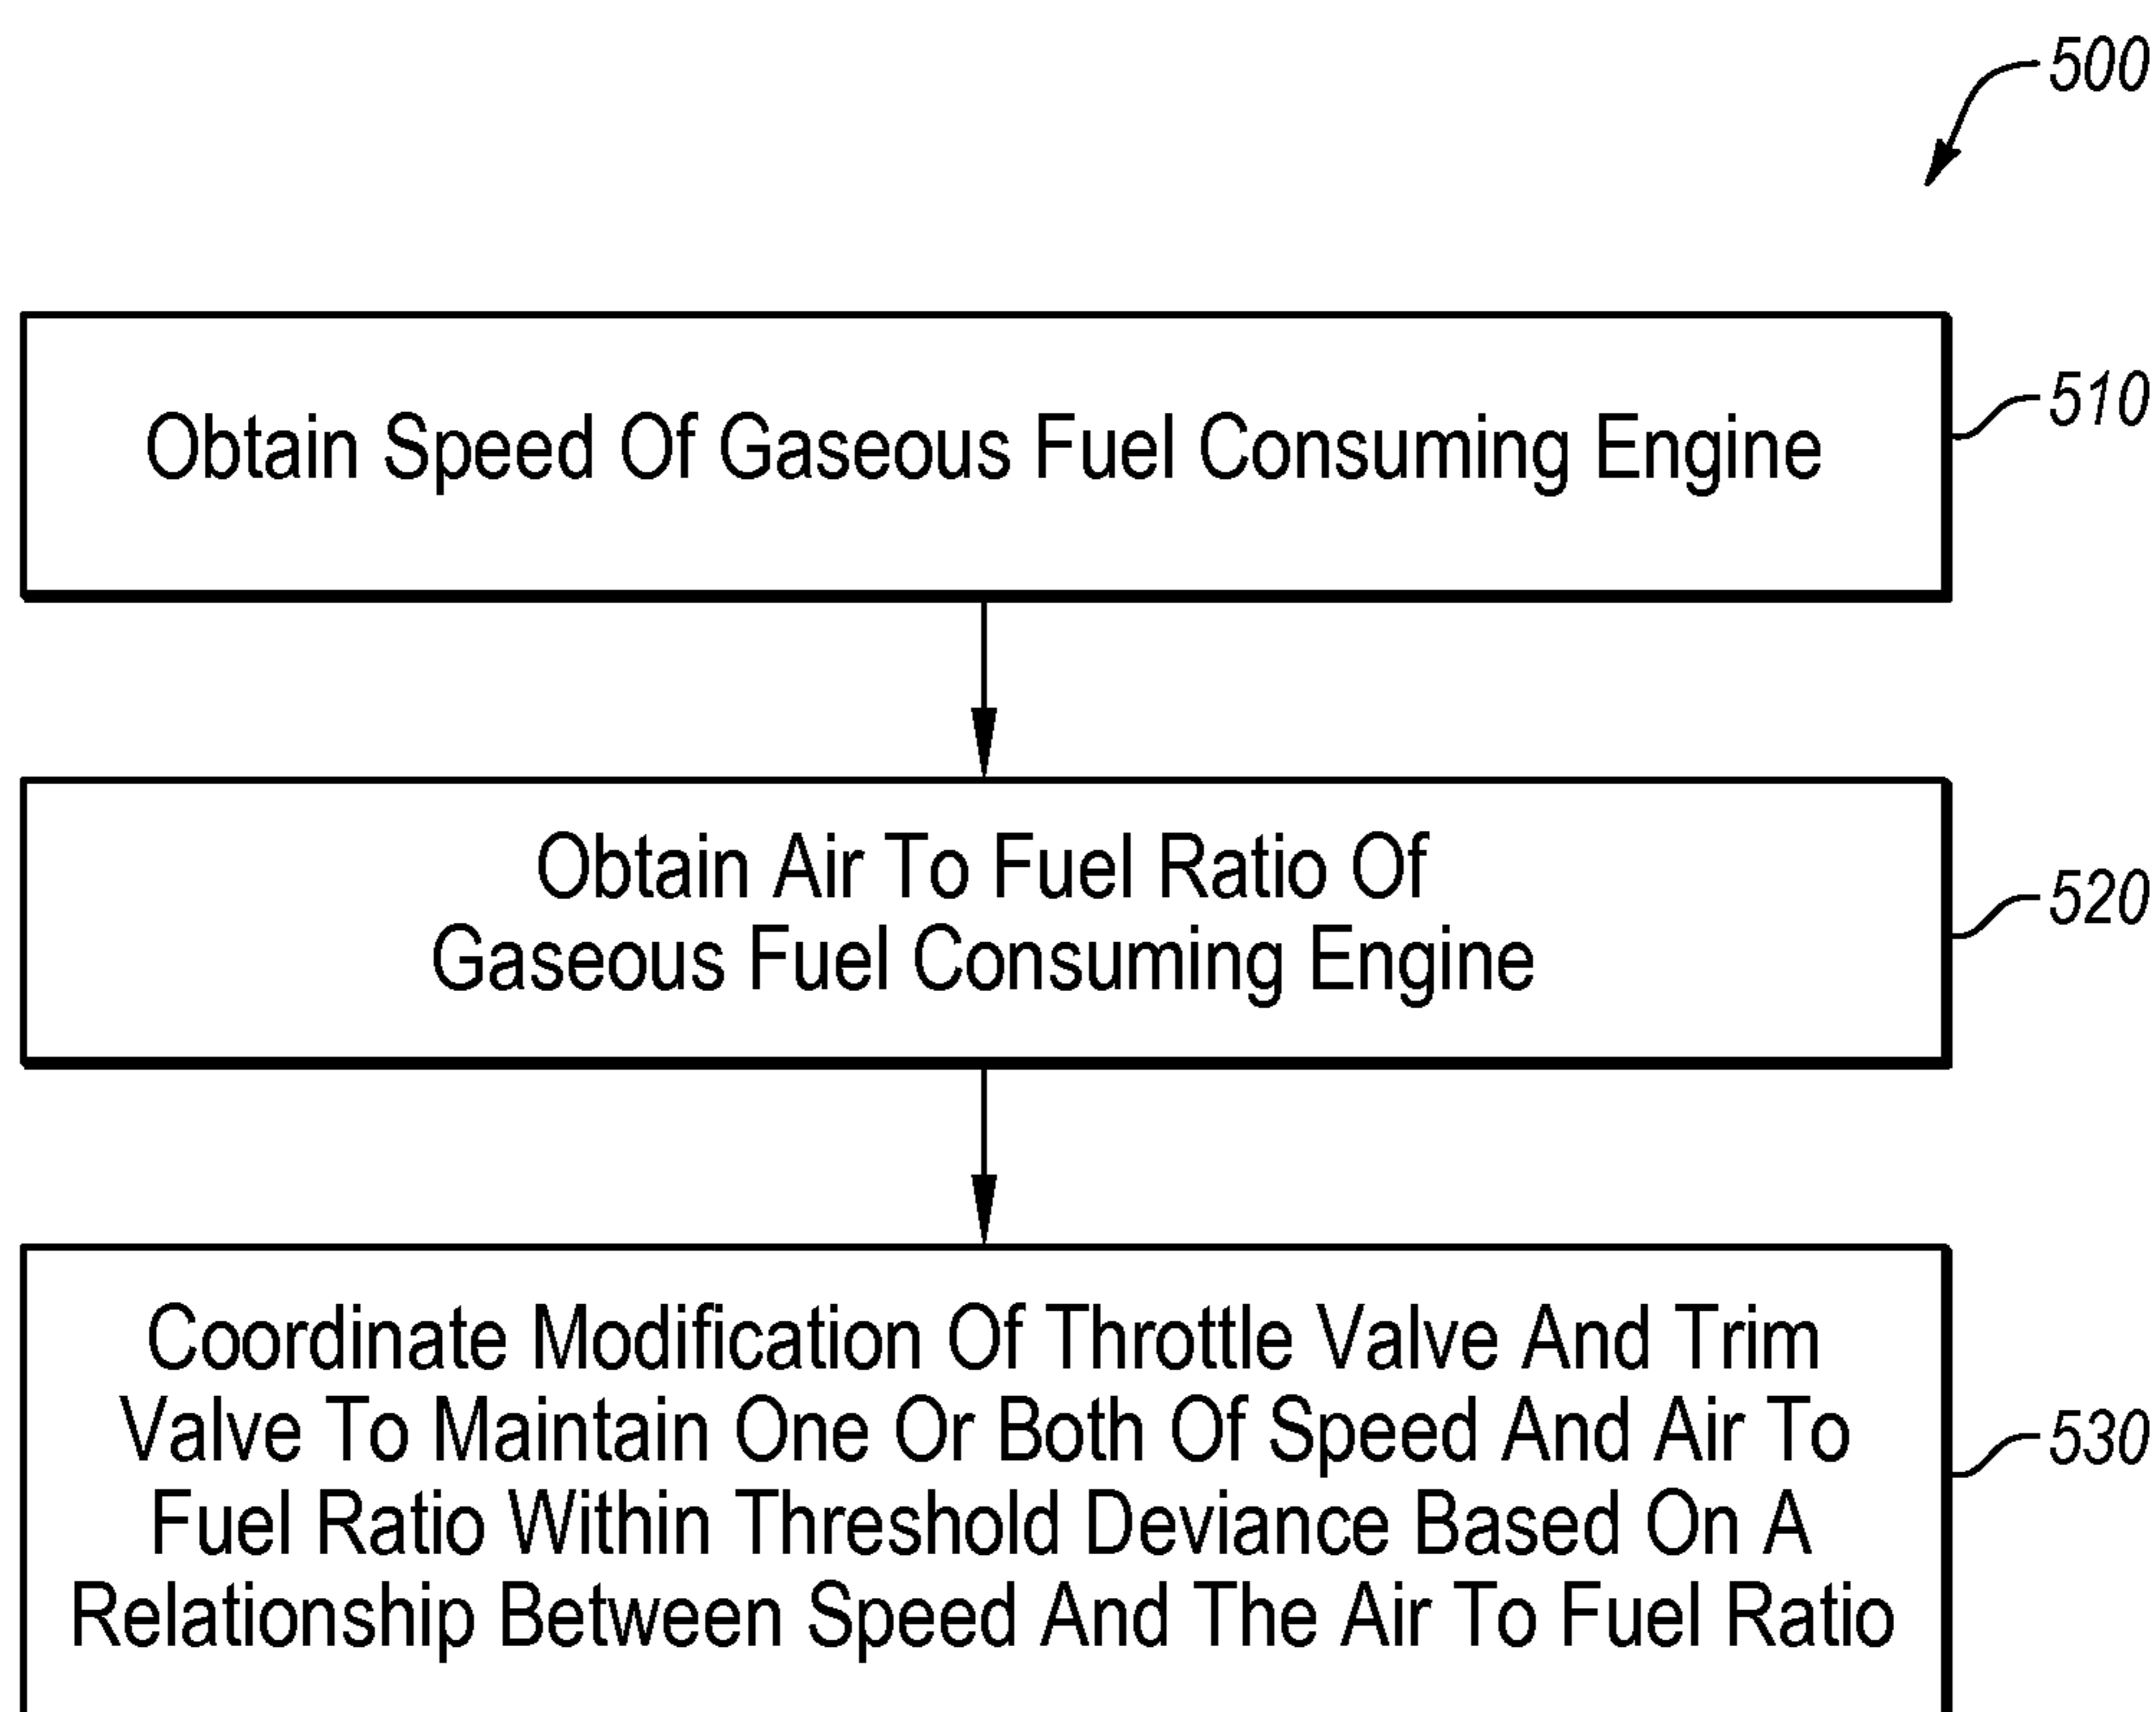 500
Obtain Speed Of Gaseous Fuel Consuming Engine
510
Obtain Air To Fuel Ratio Of
Gaseous Fuel Consuming Engine
520
Coordinate Modification Of Throttle Valve And Trim
Valve To Maintain One Or Both Of Speed And Air To
Fuel Ratio Within Threshold Deviance Based On A
Relationship Between Speed And The Air To Fuel Ratio
530